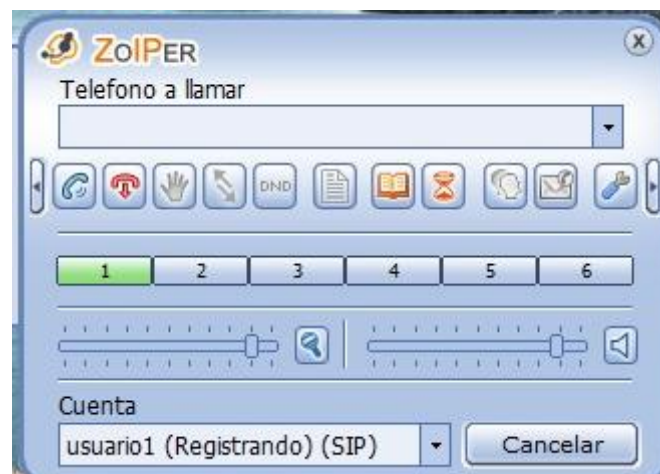 ZOIPER
Telefono a llamar
DND
1 2 3 4 5 6
Cuenta
usuario1 (Registrando) (SIP) Cancelar